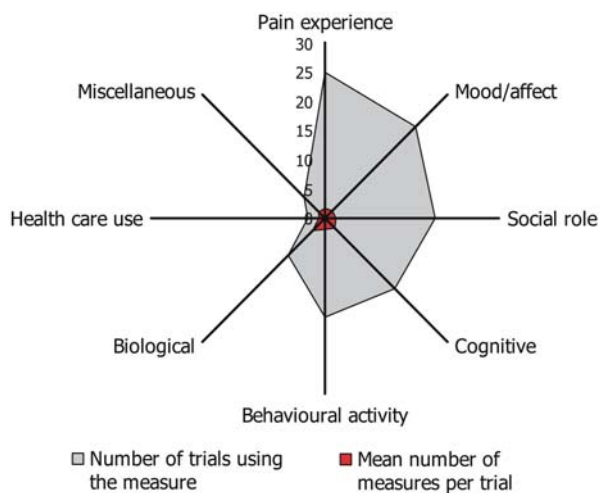 Pain experience
30
25
20
15
10
5
0
Mood/affect
Social role
Cognitive
Behavioural activity
Biological
Health care use
Miscellaneous
Number of trials using
the measure
Mean number of
measures per trial